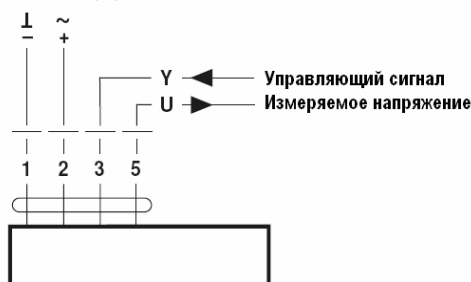 ⊥ ~
– +
Y Управляющий сигнал
U Измеряемое напряжение
1 2 3 5